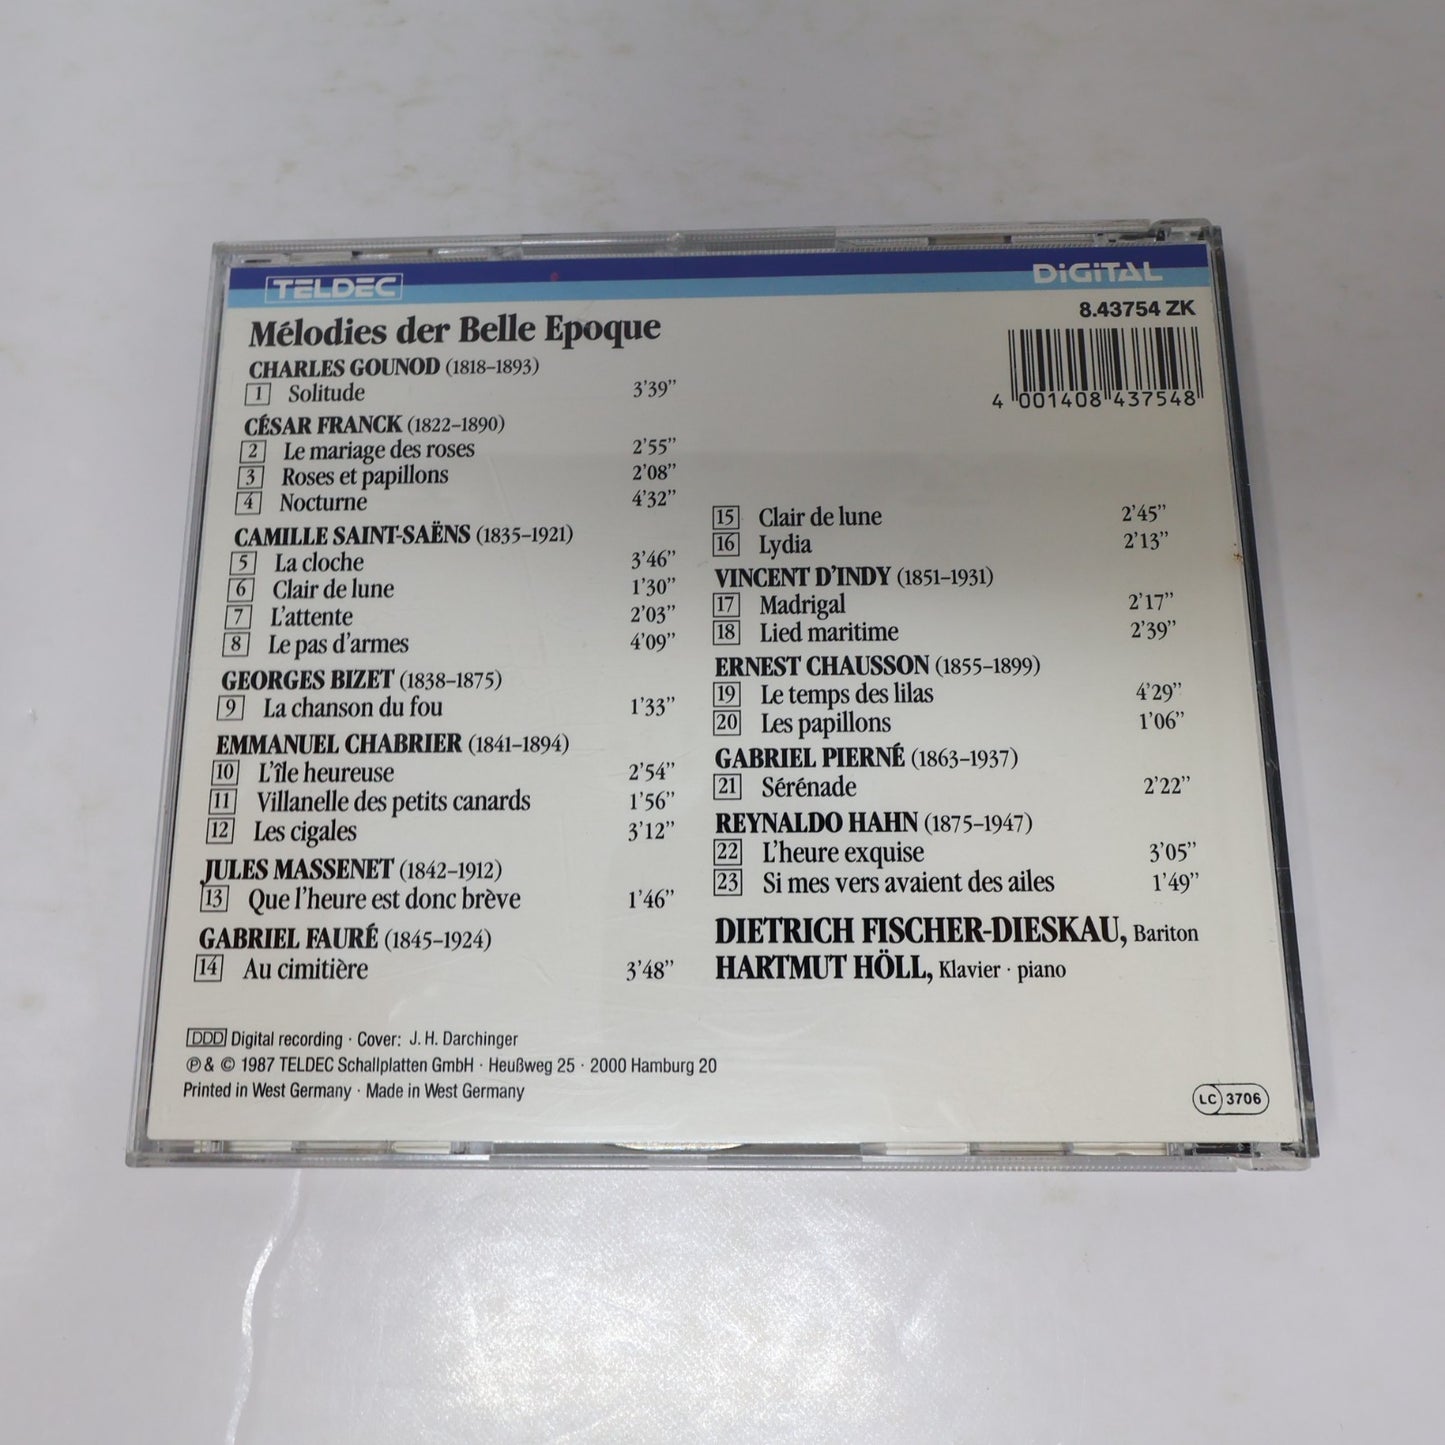 TELDEC
DiGiTAL
8.43754 ZK
4 001408 437548
Mélodies der Belle Epoque
CHARLES GOUNOD (1818–1893)
1 Solitude 3’39”
CÉSAR FRANCK (1822–1890)
2 Le mariage des roses 2’55”
3 Roses et papillons 2’08”
4 Nocturne 4’32”
CAMILLE SAINT-SAËNS (1835–1921)
5 La cloche 3’46”
6 Clair de lune 1’30”
7 L’attente 2’03”
8 Le pas d’armes 4’09”
GEORGES BIZET (1838–1875)
9 La chanson du fou 1’33”
EMMANUEL CHABRIER (1841–1894)
10 L’île heureuse 2’54”
11 Villanelle des petits canards 1’56”
12 Les cigales 3’12”
JULES MASSENET (1842–1912)
13 Que l’heure est donc brève 1’46”
GABRIEL FAURÉ (1845–1924)
14 Au cimitière 3’48”
15 Clair de lune 2’45”
16 Lydia 2’13”
VINCENT D’INDY (1851–1931)
17 Madrigal 2’17”
18 Lied maritime 2’39”
ERNEST CHAUSSON (1855–1899)
19 Le temps des lilas 4’29”
20 Les papillons 1’06”
GABRIEL PIERNÉ (1863–1937)
21 Sérénade 2’22”
REYNALDO HAHN (1875–1947)
22 L’heure exquise 3’05”
23 Si mes vers avaient des ailes 1’49”
DIETRICH FISCHER-DIESKAU, Bariton
HARTMUT HÖLL, Klavier · piano
DDD Digital recording · Cover: J. H. Darchinger
℗ & © 1987 TELDEC Schallplatten GmbH · Heußweg 25 · 2000 Hamburg 20
Printed in West Germany · Made in West Germany
LC 3706